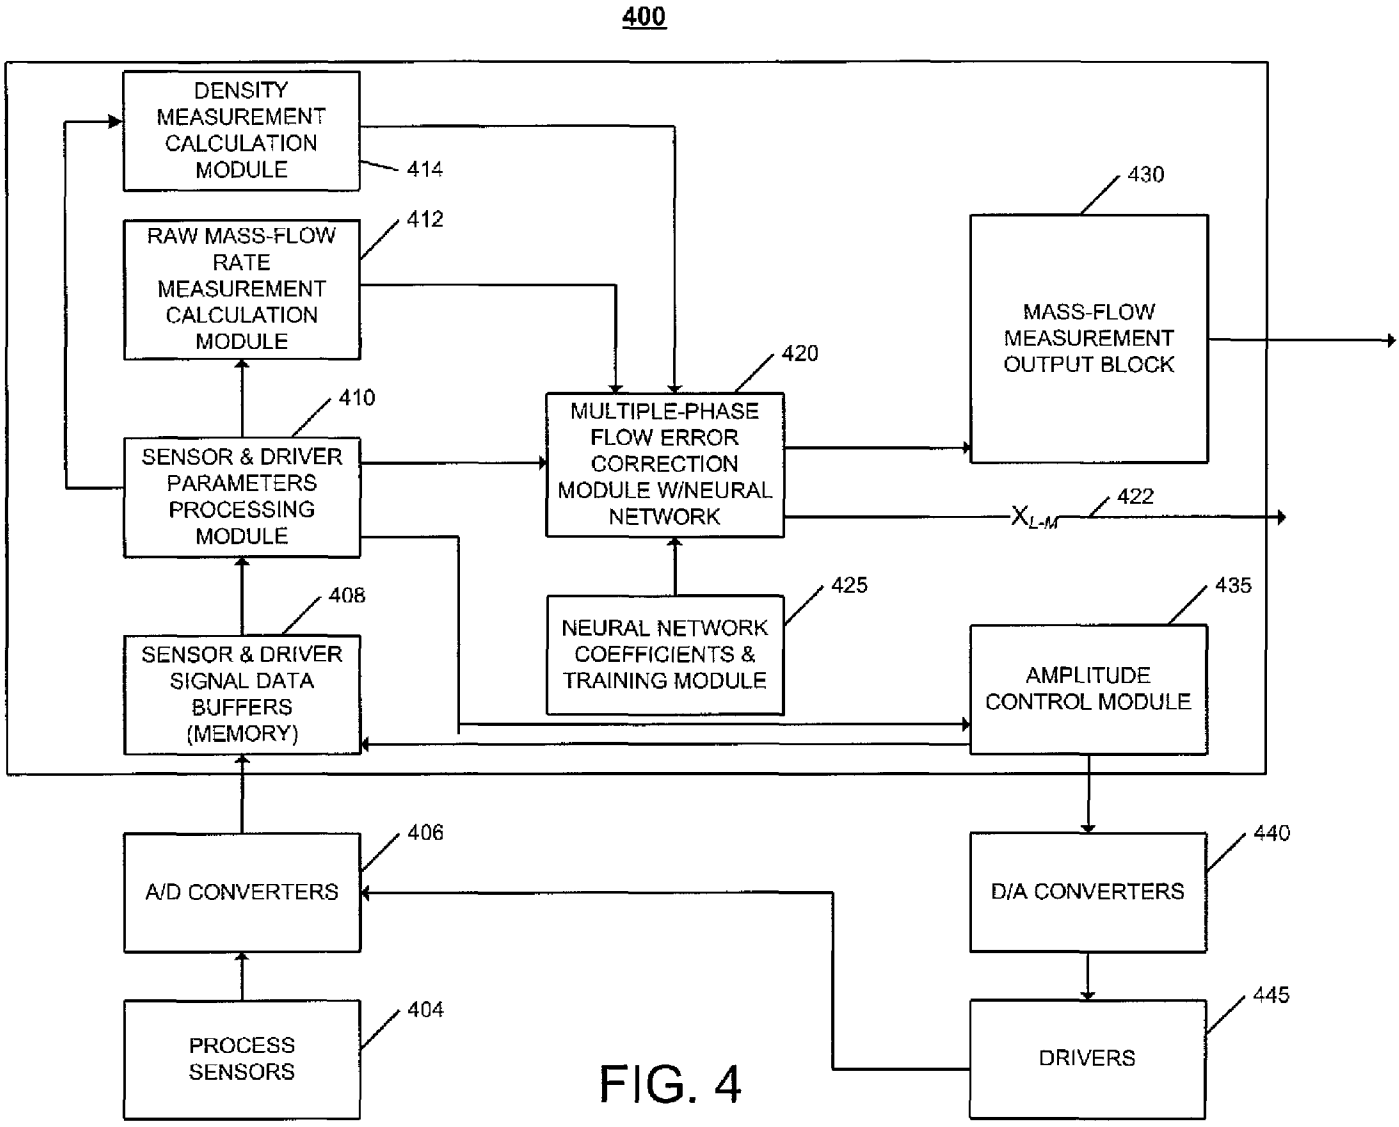 400
DENSITY
MEASUREMENT
CALCULATION
MODULE
414
RAW MASS-FLOW
RATE
MEASUREMENT
CALCULATION
MODULE
412
430
MASS-FLOW
MEASUREMENT
OUTPUT BLOCK
410
SENSOR & DRIVER
PARAMETERS
PROCESSING
MODULE
420
MULTIPLE-PHASE
FLOW ERROR
CORRECTION
MODULE W/NEURAL
NETWORK
422
XL-M
408
SENSOR & DRIVER
SIGNAL DATA
BUFFERS
(MEMORY)
425
NEURAL NETWORK
COEFFICIENTS &
TRAINING MODULE
435
AMPLITUDE
CONTROL MODULE
406
A/D CONVERTERS
440
D/A CONVERTERS
404
PROCESS
SENSORS
445
DRIVERS
FIG. 4